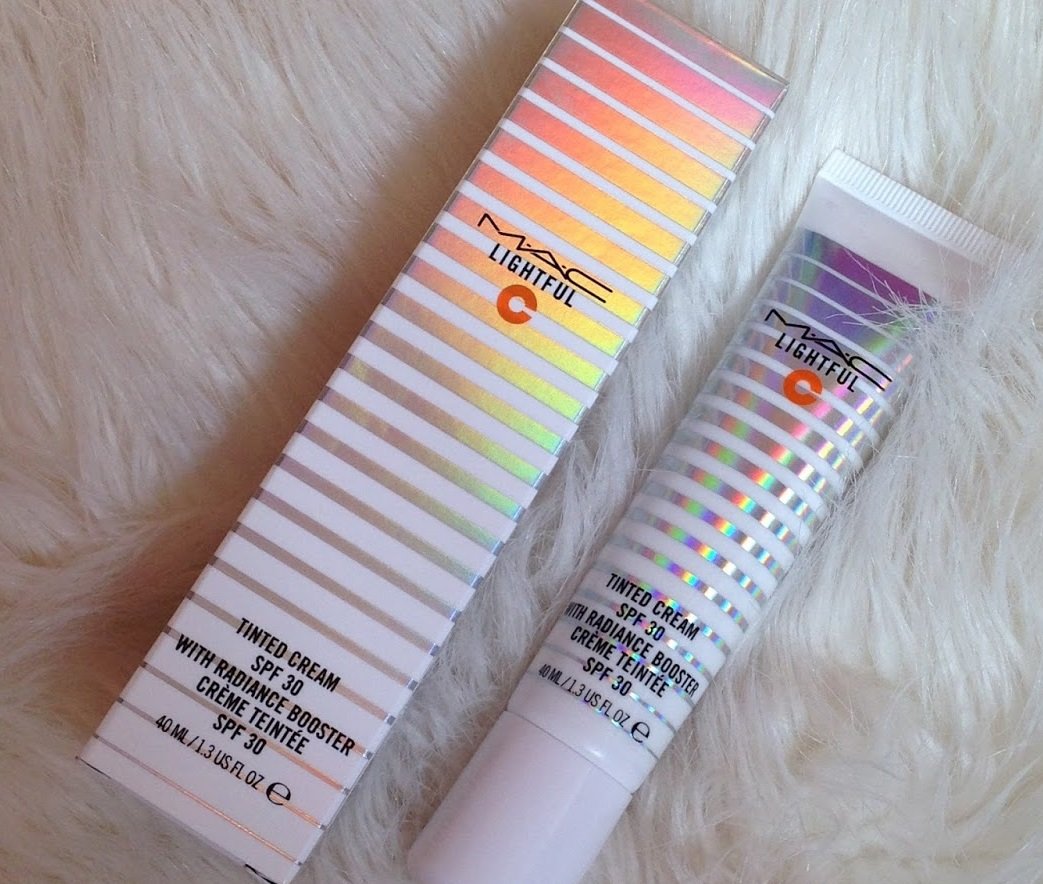 M·A·C
LIGHTFUL
C
TINTED CREAM
SPF 30
WITH RADIANCE BOOSTER
CRÈME TEINTÉE
SPF 30
40 ML / 1.3 US FL OZ ℮
M·A·C
LIGHTFUL
C
TINTED CREAM
SPF 30
WITH RADIANCE BOOSTER
CRÈME TEINTÉE
SPF 30
40 ML / 1.3 US FL OZ ℮